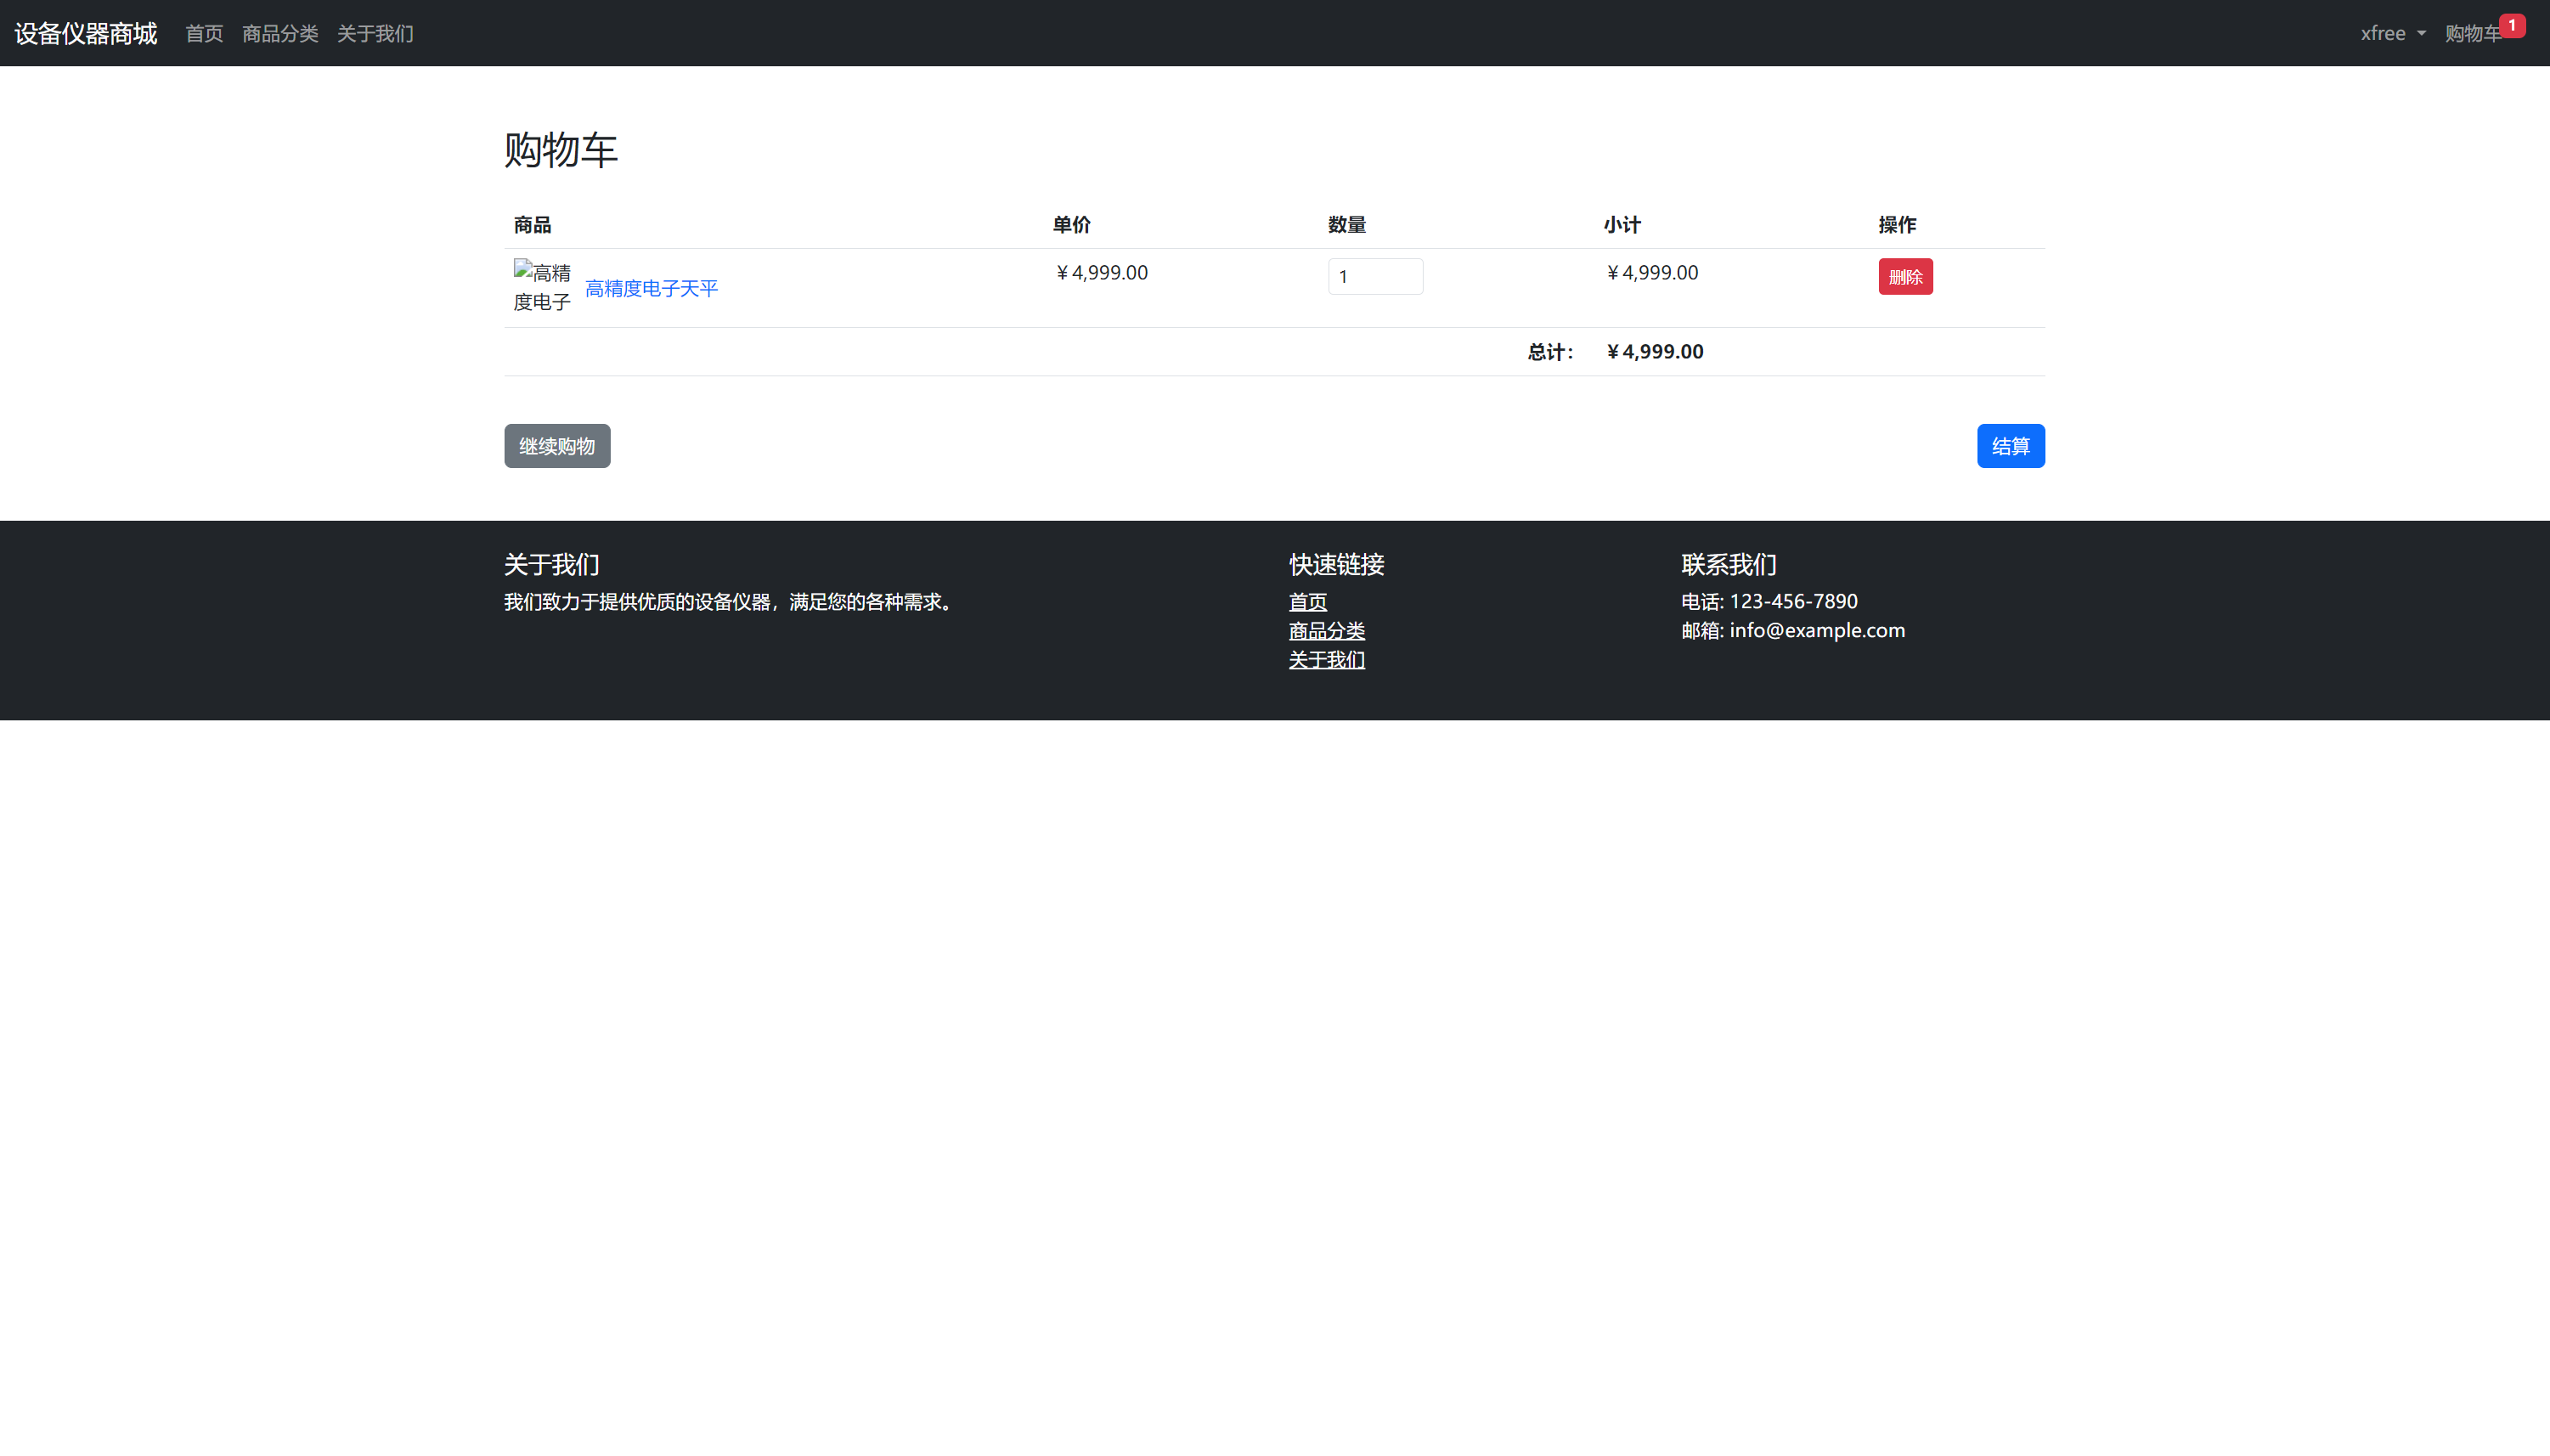 设备仪器商城 首页 商品分类 关于我们 xfree 购物车 1
购物车
商品 单价 数量 小计 操作
高精度电子 高精度电子天平 ¥4,999.00 1 ¥4,999.00 删除
总计： ¥4,999.00
继续购物 结算
关于我们
我们致力于提供优质的设备仪器，满足您的各种需求。
快速链接
首页
商品分类
关于我们
联系我们
电话: 123-456-7890
邮箱: info@example.com